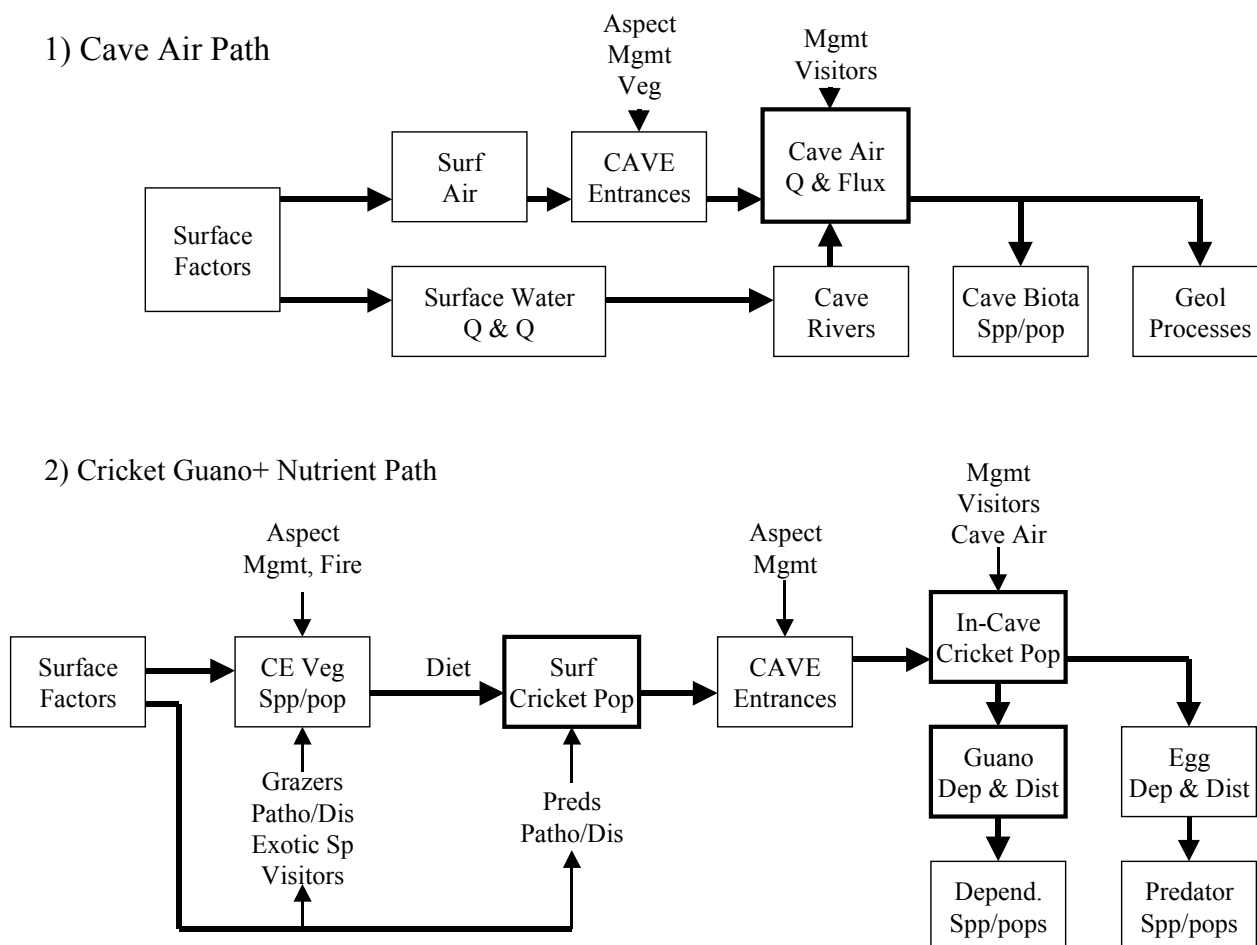 1) Cave Air Path
Aspect
Mgmt
Veg
Mgmt
Visitors
Surface
Factors
Surf
Air
CAVE
Entrances
Cave Air
Q & Flux
Surface Water
Q & Q
Cave
Rivers
Cave Biota
Spp/pop
Geol
Processes
2) Cricket Guano+ Nutrient Path
Aspect
Mgmt, Fire
Aspect
Mgmt
Mgmt
Visitors
Cave Air
Surface
Factors
CE Veg
Spp/pop
Diet
Surf
Cricket Pop
CAVE
Entrances
In-Cave
Cricket Pop
Grazers
Patho/Dis
Exotic Sp
Visitors
Preds
Patho/Dis
Guano
Dep & Dist
Egg
Dep & Dist
Depend.
Spp/pops
Predator
Spp/pops